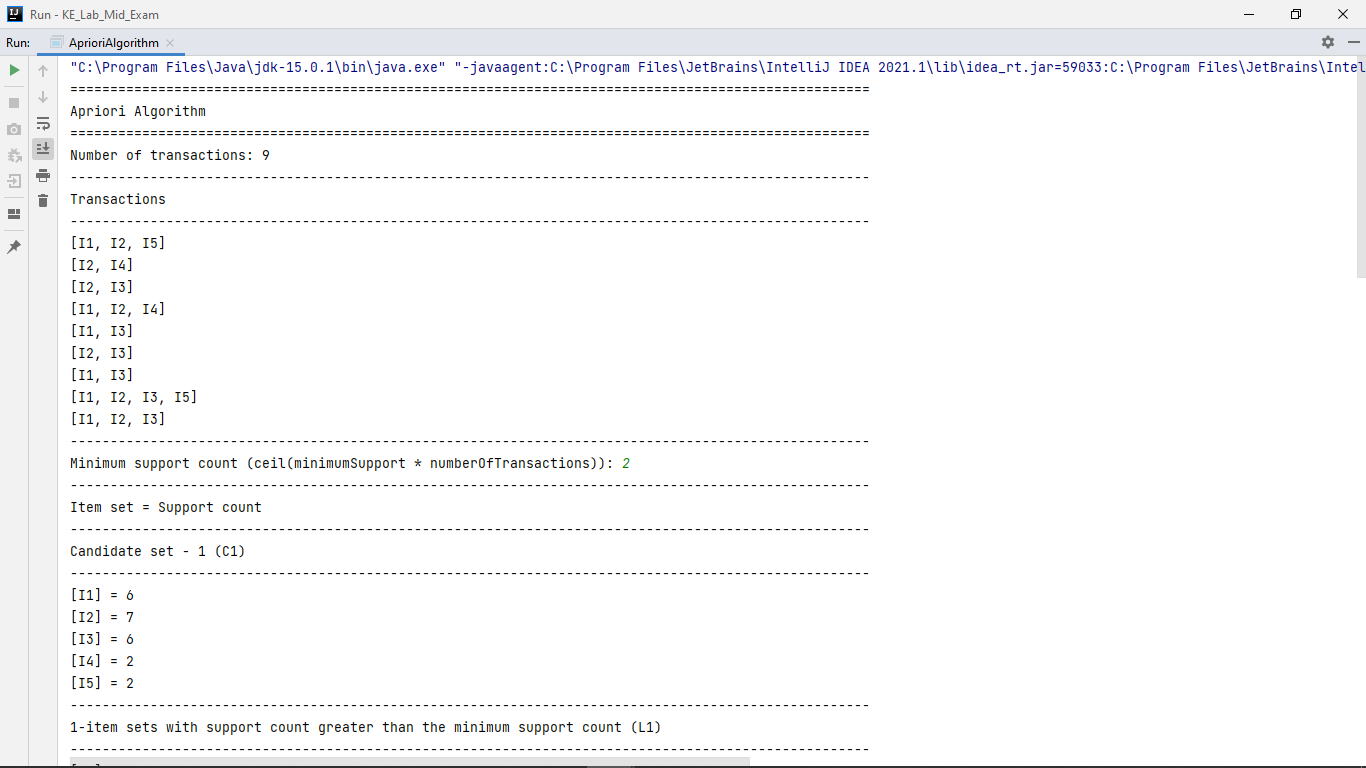 Run - KE_Lab_Mid_Exam
Run: AprioriAlgorithm
"C:\Program Files\Java\jdk-15.0.1\bin\java.exe" "-javaagent:C:\Program Files\JetBrains\IntelliJ IDEA 2021.1\lib\idea_rt.jar=59033:C:\Program Files\JetBrains\Intel
====================================================================================================
Apriori Algorithm
====================================================================================================
Number of transactions: 9
----------------------------------------------------------------------------------------------------
Transactions
----------------------------------------------------------------------------------------------------
[I1, I2, I5]
[I2, I4]
[I2, I3]
[I1, I2, I4]
[I1, I3]
[I2, I3]
[I1, I3]
[I1, I2, I3, I5]
[I1, I2, I3]
----------------------------------------------------------------------------------------------------
Minimum support count (ceil(minimumSupport * numberOfTransactions)): 2
----------------------------------------------------------------------------------------------------
Item set = Support count
----------------------------------------------------------------------------------------------------
Candidate set - 1 (C1)
----------------------------------------------------------------------------------------------------
[I1] = 6
[I2] = 7
[I3] = 6
[I4] = 2
[I5] = 2
----------------------------------------------------------------------------------------------------
1-item sets with support count greater than the minimum support count (L1)
----------------------------------------------------------------------------------------------------